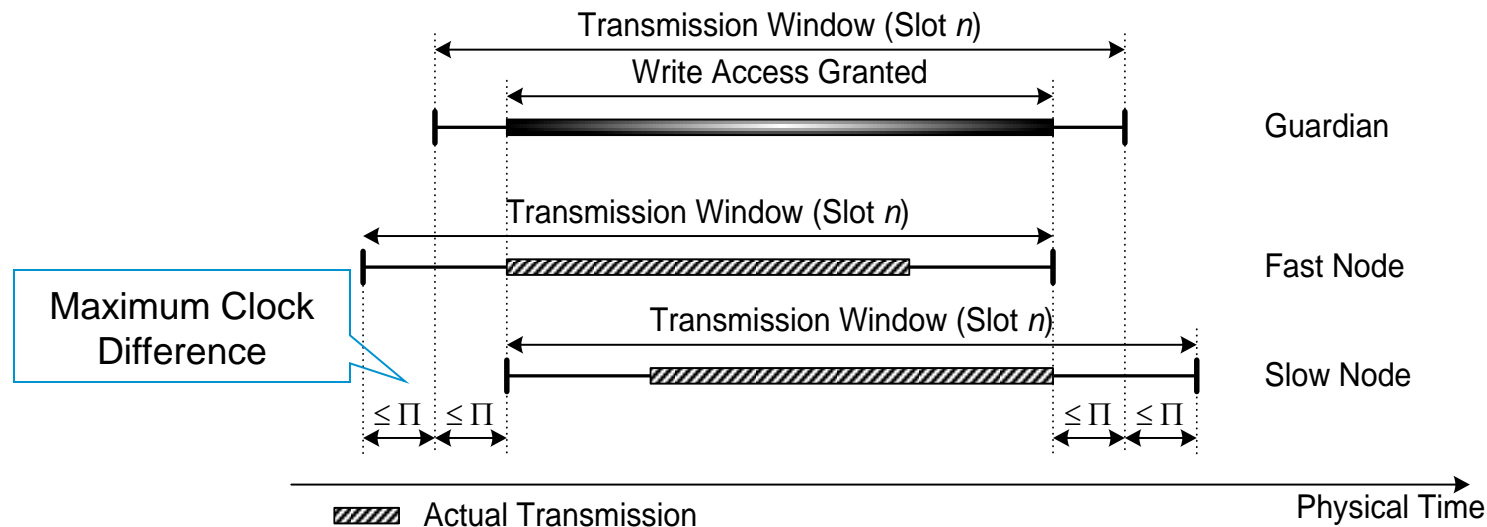 Transmission Window (Slot n)
Write Access Granted
Guardian
Transmission Window (Slot n)
Fast Node
Maximum Clock
Difference
Transmission Window (Slot n)
Slow Node
≤ Π ≤ Π ≤ Π ≤ Π
Physical Time
Actual Transmission